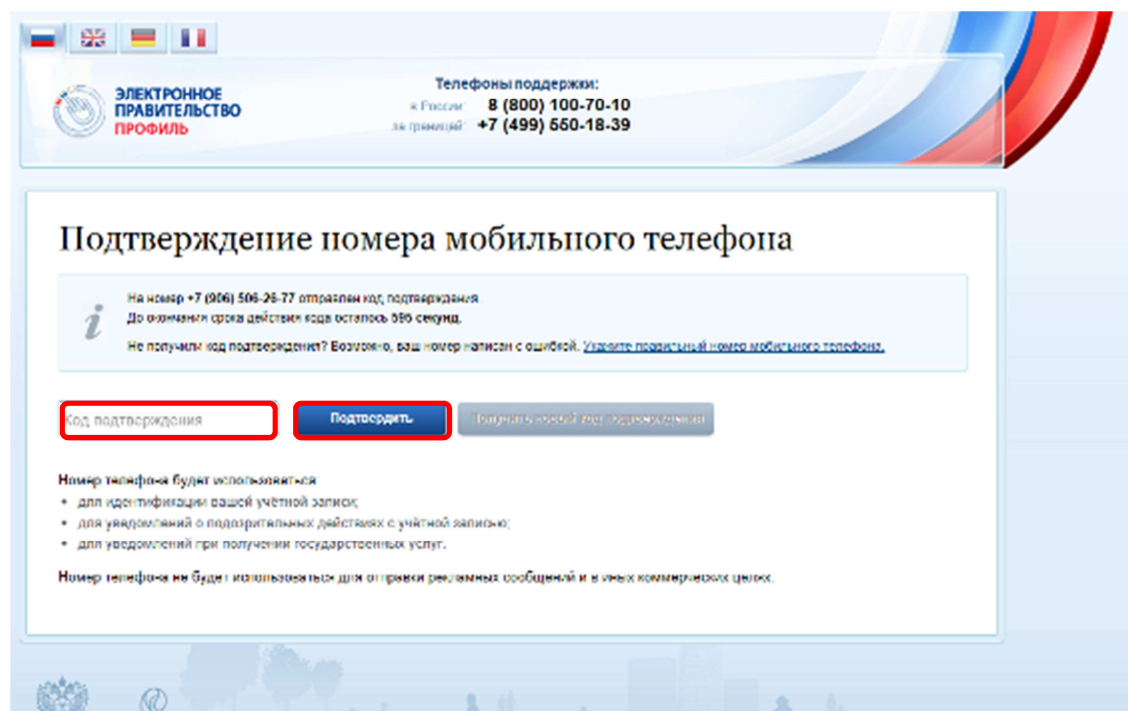 ЭЛЕКТРОННОЕ
ПРАВИТЕЛЬСТВО
ПРОФИЛЬ
Телефоны поддержки:
в России: 8 (800) 100-70-10
за границей: +7 (499) 550-18-39
Подтверждение номера мобильного телефона
На номер +7 (906) 506-26-77 отправлен код подтверждения
До окончания срока действия кода осталось 595 секунд.
Не получили код подтверждения? Возможно, ваш номер написан с ошибкой. Укажите правильный номер мобильного телефона.
Код подтверждения
Подтвердить
Получить новый код подтверждения
Номер телефона будет использоваться
для идентификации вашей учётной записи;
для уведомлений о подозрительных действиях с учётной записью;
для уведомлений при получении государственных услуг.
Номер телефона не будет использоваться для отправки рекламных сообщений и в иных коммерческих целях.